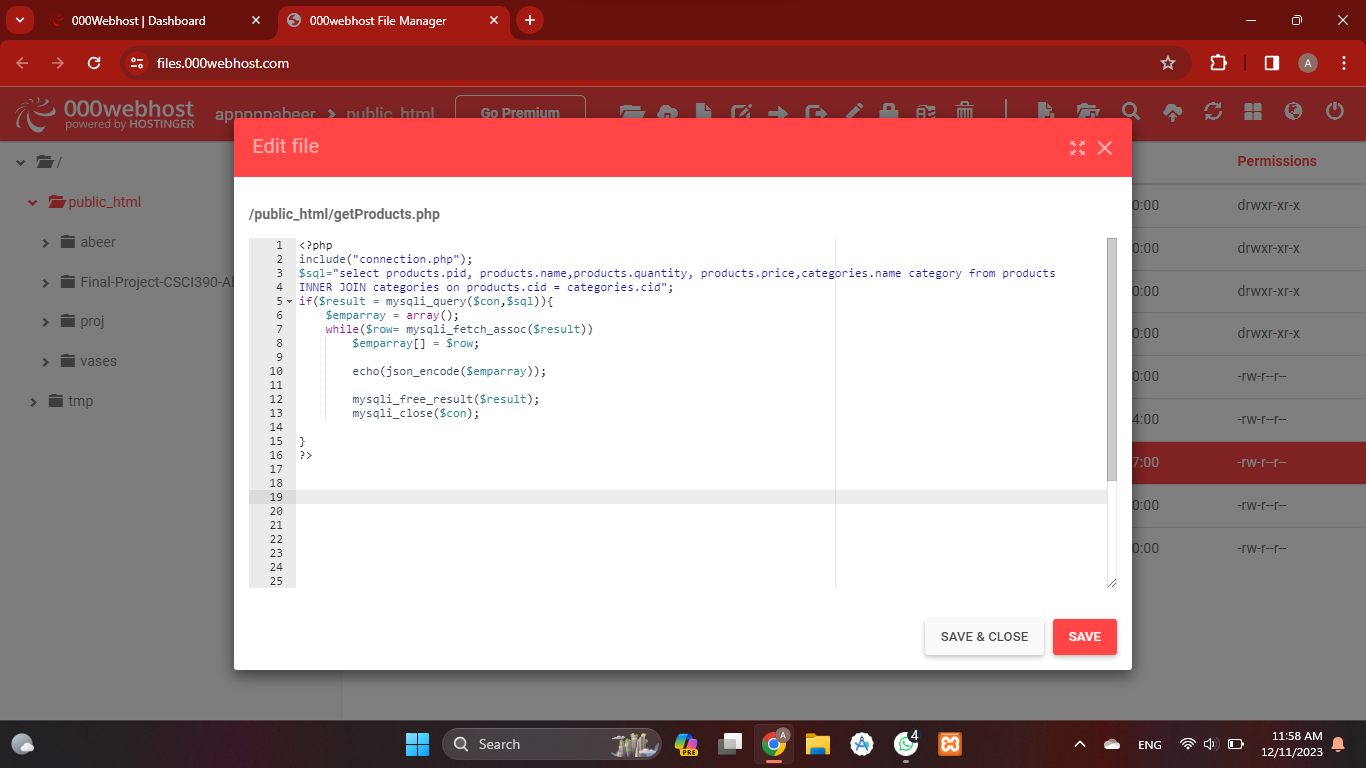 000Webhost | Dashboard
000webhost File Manager
files.000webhost.com
A
000webhost
powered by HOSTINGER
apppppabeer > public_html
Go Premium
/
public_html
abeer
Final-Project-CSCI390-Al
proj
vases
tmp
Edit file
/public_html/getProducts.php
1 <?php
2 include("connection.php");
3 $sql="select products.pid, products.name,products.quantity, products.price,categories.name category from products
4 INNER JOIN categories on products.cid = categories.cid";
5 if($result = mysqli_query($con,$sql)){
6 $emparray = array();
7 while($row= mysqli_fetch_assoc($result))
8 $emparray[] = $row;
9
10 echo(json_encode($emparray));
11
12 mysqli_free_result($result);
13 mysqli_close($con);
14
15 }
16 ?>
17
18
19
20
21
22
23
24
25
SAVE & CLOSE
SAVE
Permissions
0:00 drwxr-xr-x
0:00 drwxr-xr-x
0:00 drwxr-xr-x
0:00 drwxr-xr-x
0:00 -rw-r--r--
4:00 -rw-r--r--
7:00 -rw-r--r--
0:00 -rw-r--r--
0:00 -rw-r--r--
Search
PRE
A
4
ENG
11:58 AM
12/11/2023